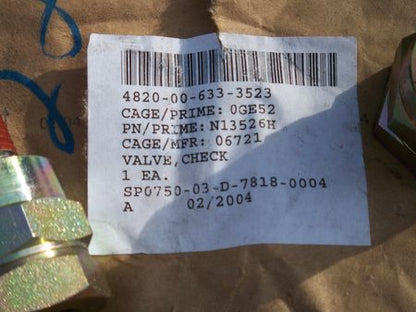 4820-00-633-3523
CAGE/PRIME: 0GE52
PN/PRIME: N13526H
CAGE/MFR: 06721
VALVE, CHECK
1 EA.
SP0750-03-D-7818-0004
A 02/2004